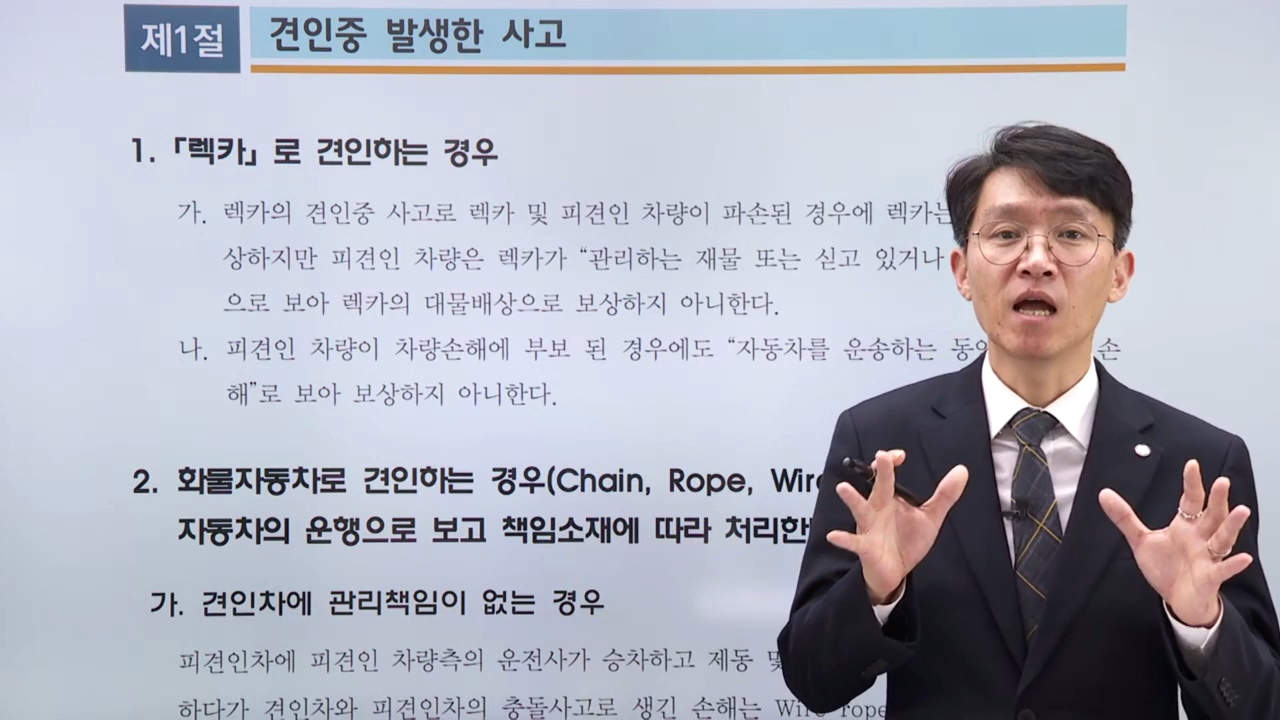 제1절 견인중 발생한 사고
1. 「렉카」로 견인하는 경우
가. 렉카의 견인중 사고로 렉카 및 피견인 차량이 파손된 경우에 렉카는
상하지만 피견인 차량은 렉카가 “관리하는 재물 또는 싣고 있거나
으로 보아 렉카의 대물배상으로 보상하지 아니한다.
나. 피견인 차량이 차량손해에 부보 된 경우에도 “자동차를 운송하는 손
해”로 보아 보상하지 아니한다.
2. 화물자동차로 견인하는 경우(Chain, Rope,
자동차의 운행으로 보고 책임소재에 따라
가. 견인차에 관리책임이 없는 경우
피견인차에 피견인 차량측의 운전사가 승차하고 제동 및
하다가 견인차와 피견인차의 충돌사고로 생긴 손해는 Wire rope